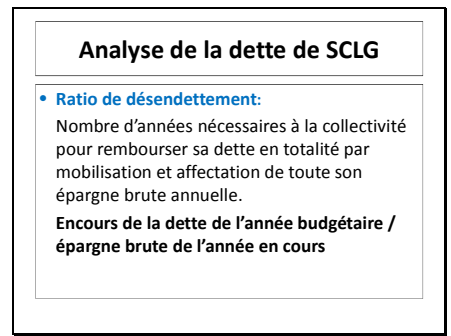 Analyse de la dette de SCLG
• Ratio de désendettement:
Nombre d’années nécessaires à la collectivité
pour rembourser sa dette en totalité par
mobilisation et affectation de toute son
épargne brute annuelle.
Encours de la dette de l’année budgétaire /
épargne brute de l’année en cours